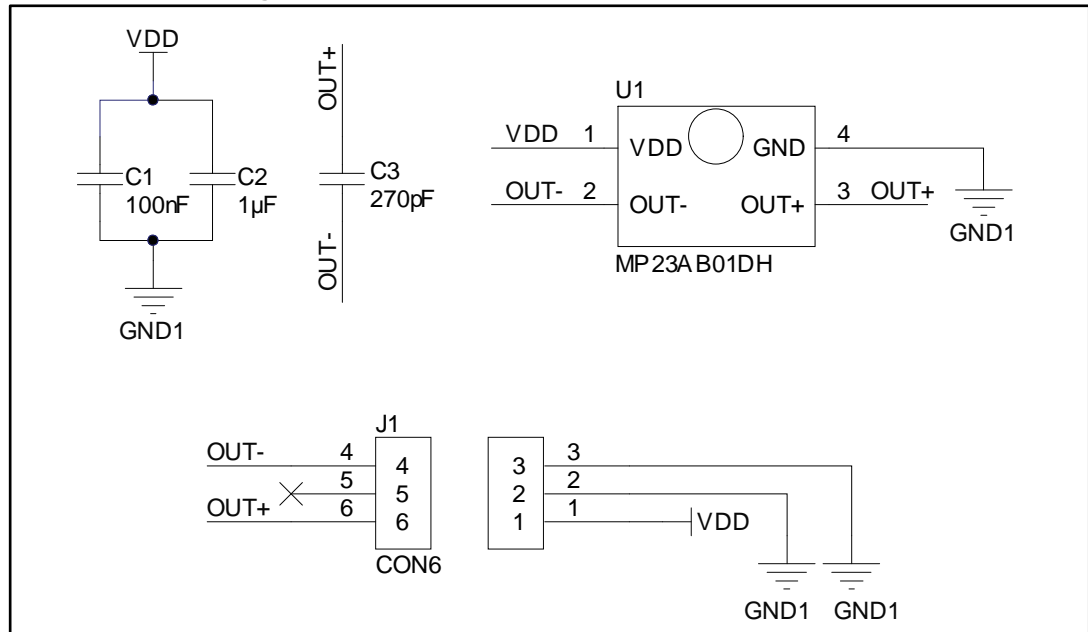 VDD
C1
100nF
C2
1µF
GND1
OUT+
C3
270pF
OUT-
U1
VDD 1 VDD GND 4
OUT- 2 OUT- OUT+ 3 OUT+
GND1
MP23AB01DH
J1
OUT- 4 4
5 5
OUT+ 6 6
CON6
3 3
2 2
1 1 VDD
GND1 GND1